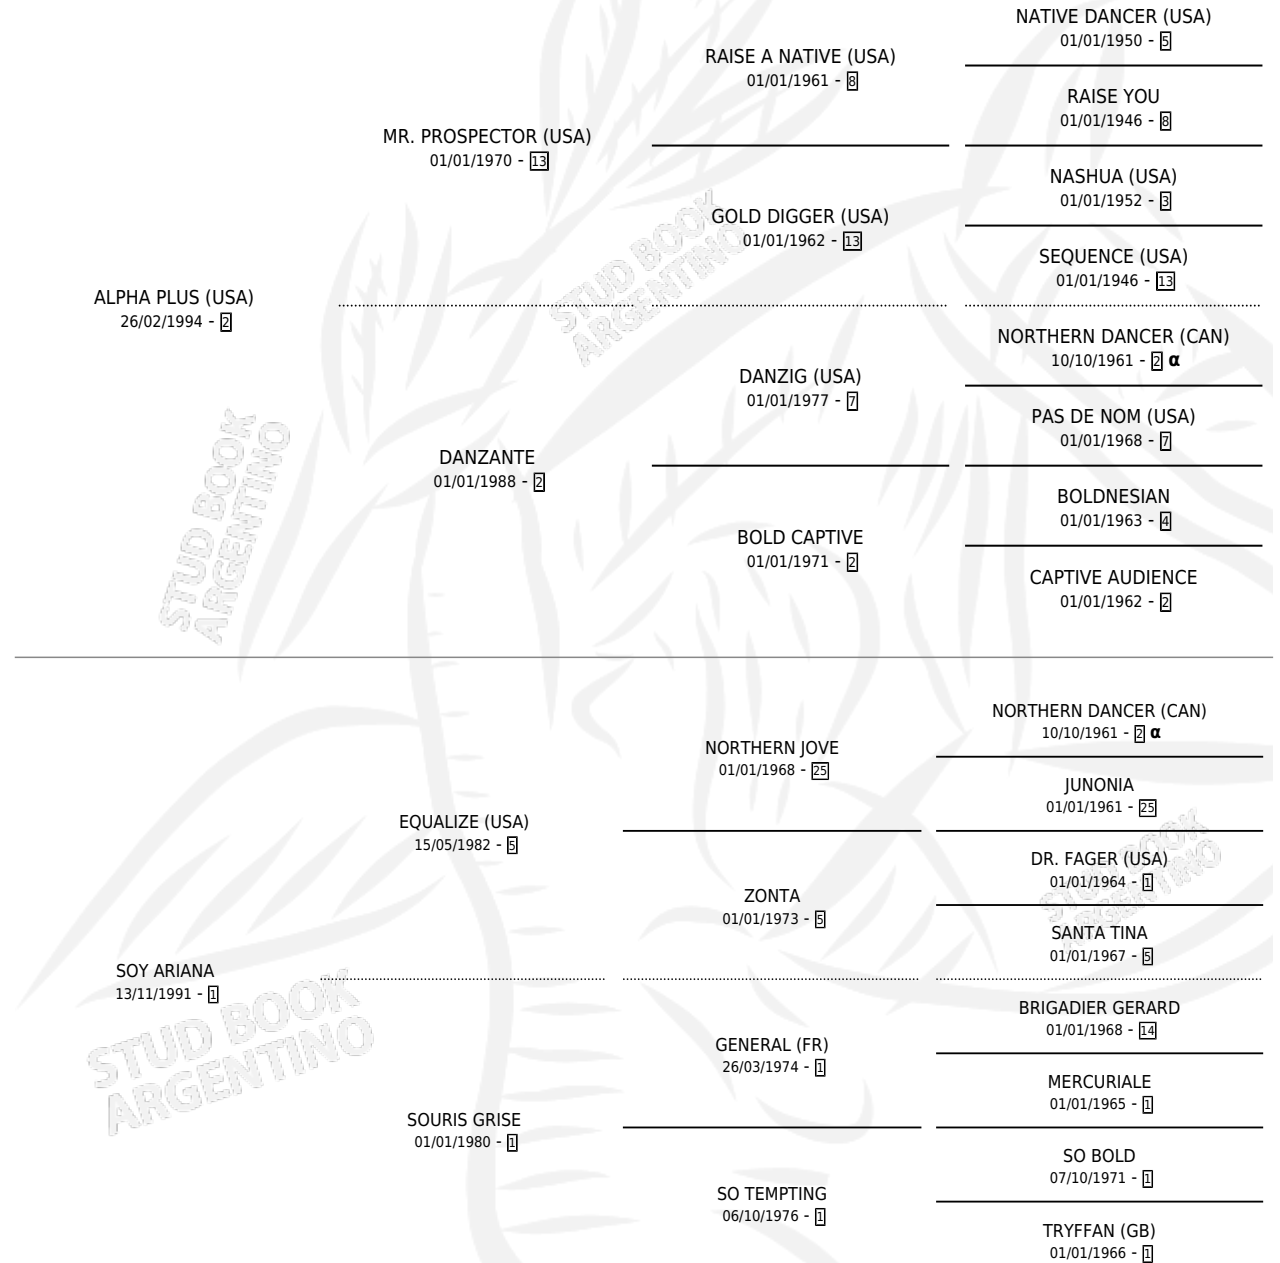 NATIVE DANCER (USA)
01/01/1950 - 5
RAISE A NATIVE (USA)
01/01/1961 - 8
RAISE YOU
01/01/1946 - 8
MR. PROSPECTOR (USA)
01/01/1970 - 13
NASHUA (USA)
01/01/1952 - 3
GOLD DIGGER (USA)
01/01/1962 - 13
SEQUENCE (USA)
01/01/1946 - 13
ALPHA PLUS (USA)
26/02/1994 - 2
NORTHERN DANCER (CAN)
10/10/1961 - 2 α
DANZIG (USA)
01/01/1977 - 7
PAS DE NOM (USA)
01/01/1968 - 7
DANZANTE
01/01/1988 - 2
BOLDNESIAN
01/01/1963 - 4
BOLD CAPTIVE
01/01/1971 - 2
CAPTIVE AUDIENCE
01/01/1962 - 2
STUD BOOK
ARGENTINO
STUD BOOK
ARGENTINO
NORTHERN DANCER (CAN)
10/10/1961 - 2 α
NORTHERN JOVE
01/01/1968 - 25
JUNONIA
01/01/1961 - 25
EQUALIZE (USA)
15/05/1982 - 5
DR. FAGER (USA)
01/01/1964 - 1
ZONTA
01/01/1973 - 5
SANTA TINA
01/01/1967 - 5
SOY ARIANA
13/11/1991 - 1
BRIGADIER GERARD
01/01/1968 - 14
GENERAL (FR)
26/03/1974 - 1
MERCURIALE
01/01/1965 - 1
SOURIS GRISE
01/01/1980 - 1
SO BOLD
07/10/1971 - 1
SO TEMPTING
06/10/1976 - 1
TRYFFAN (GB)
01/01/1966 - 1
STUD BOOK
ARGENTINO
STUD BOOK
ARGENTINO